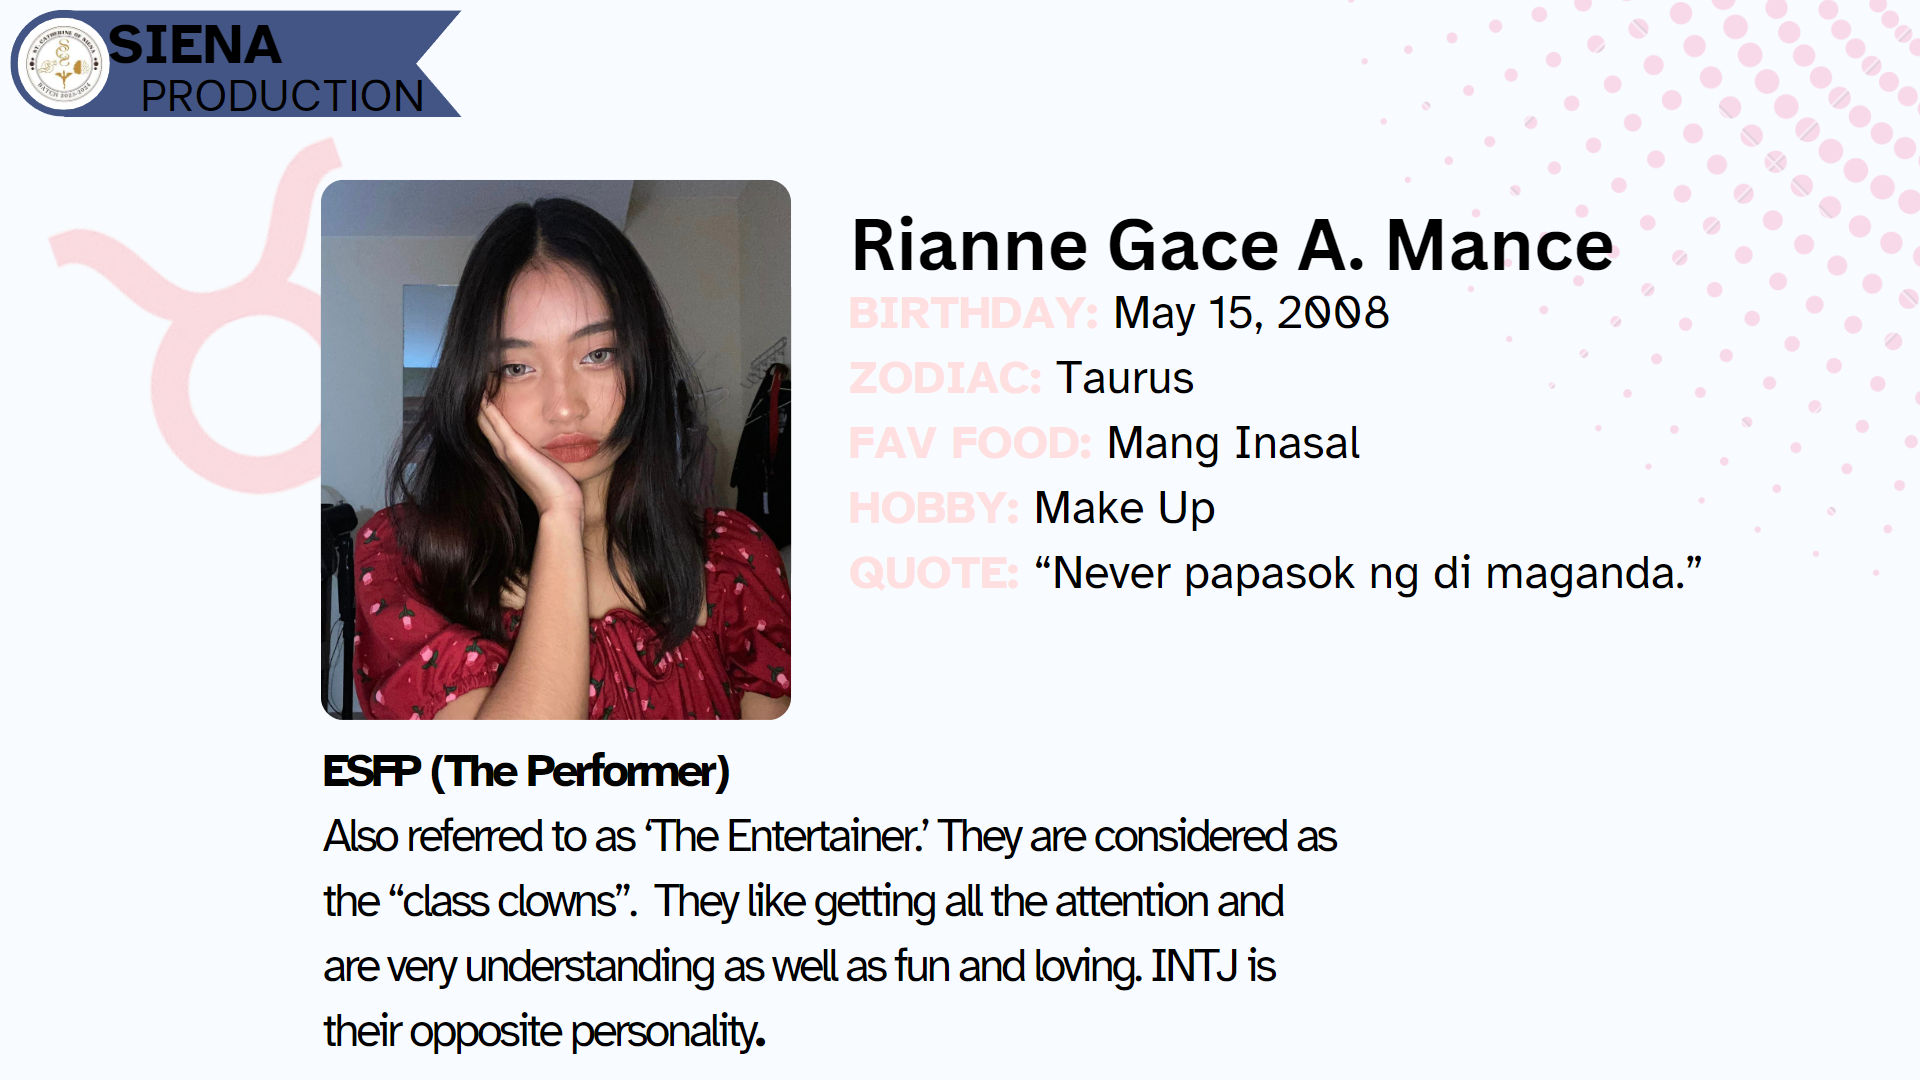 ST. CATHERINE OF SIENA
BATCH 2023-2024
SIENA
PRODUCTION
Rianne Gace A. Mance
BIRTHDAY: May 15, 2008
ZODIAC: Taurus
FAV FOOD: Mang Inasal
HOBBY: Make Up
QUOTE: “Never papasok ng di maganda.”
ESFP (The Performer)
Also referred to as ‘The Entertainer.’ They are considered as
the “class clowns”. They like getting all the attention and
are very understanding as well as fun and loving. INTJ is
their opposite personality.